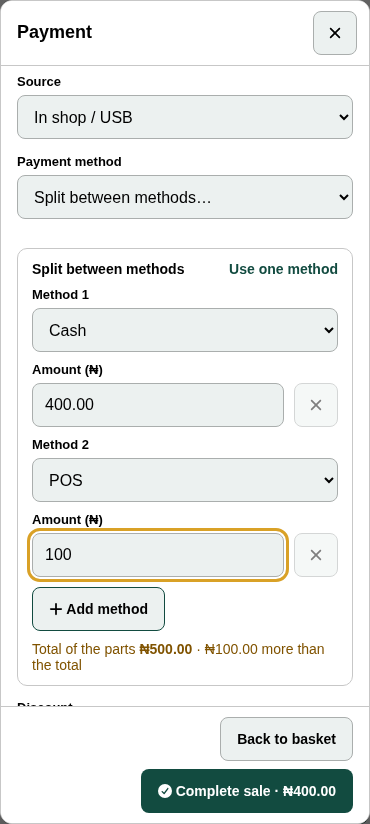 Payment
Source
In shop / USB
Payment method
Split between methods…
Split between methods
Use one method
Method 1
Cash
Amount (₦)
400.00
Method 2
POS
Amount (₦)
100
Add method
Total of the parts ₦500.00 · ₦100.00 more than
the total
Discount
Back to basket
Complete sale · ₦400.00